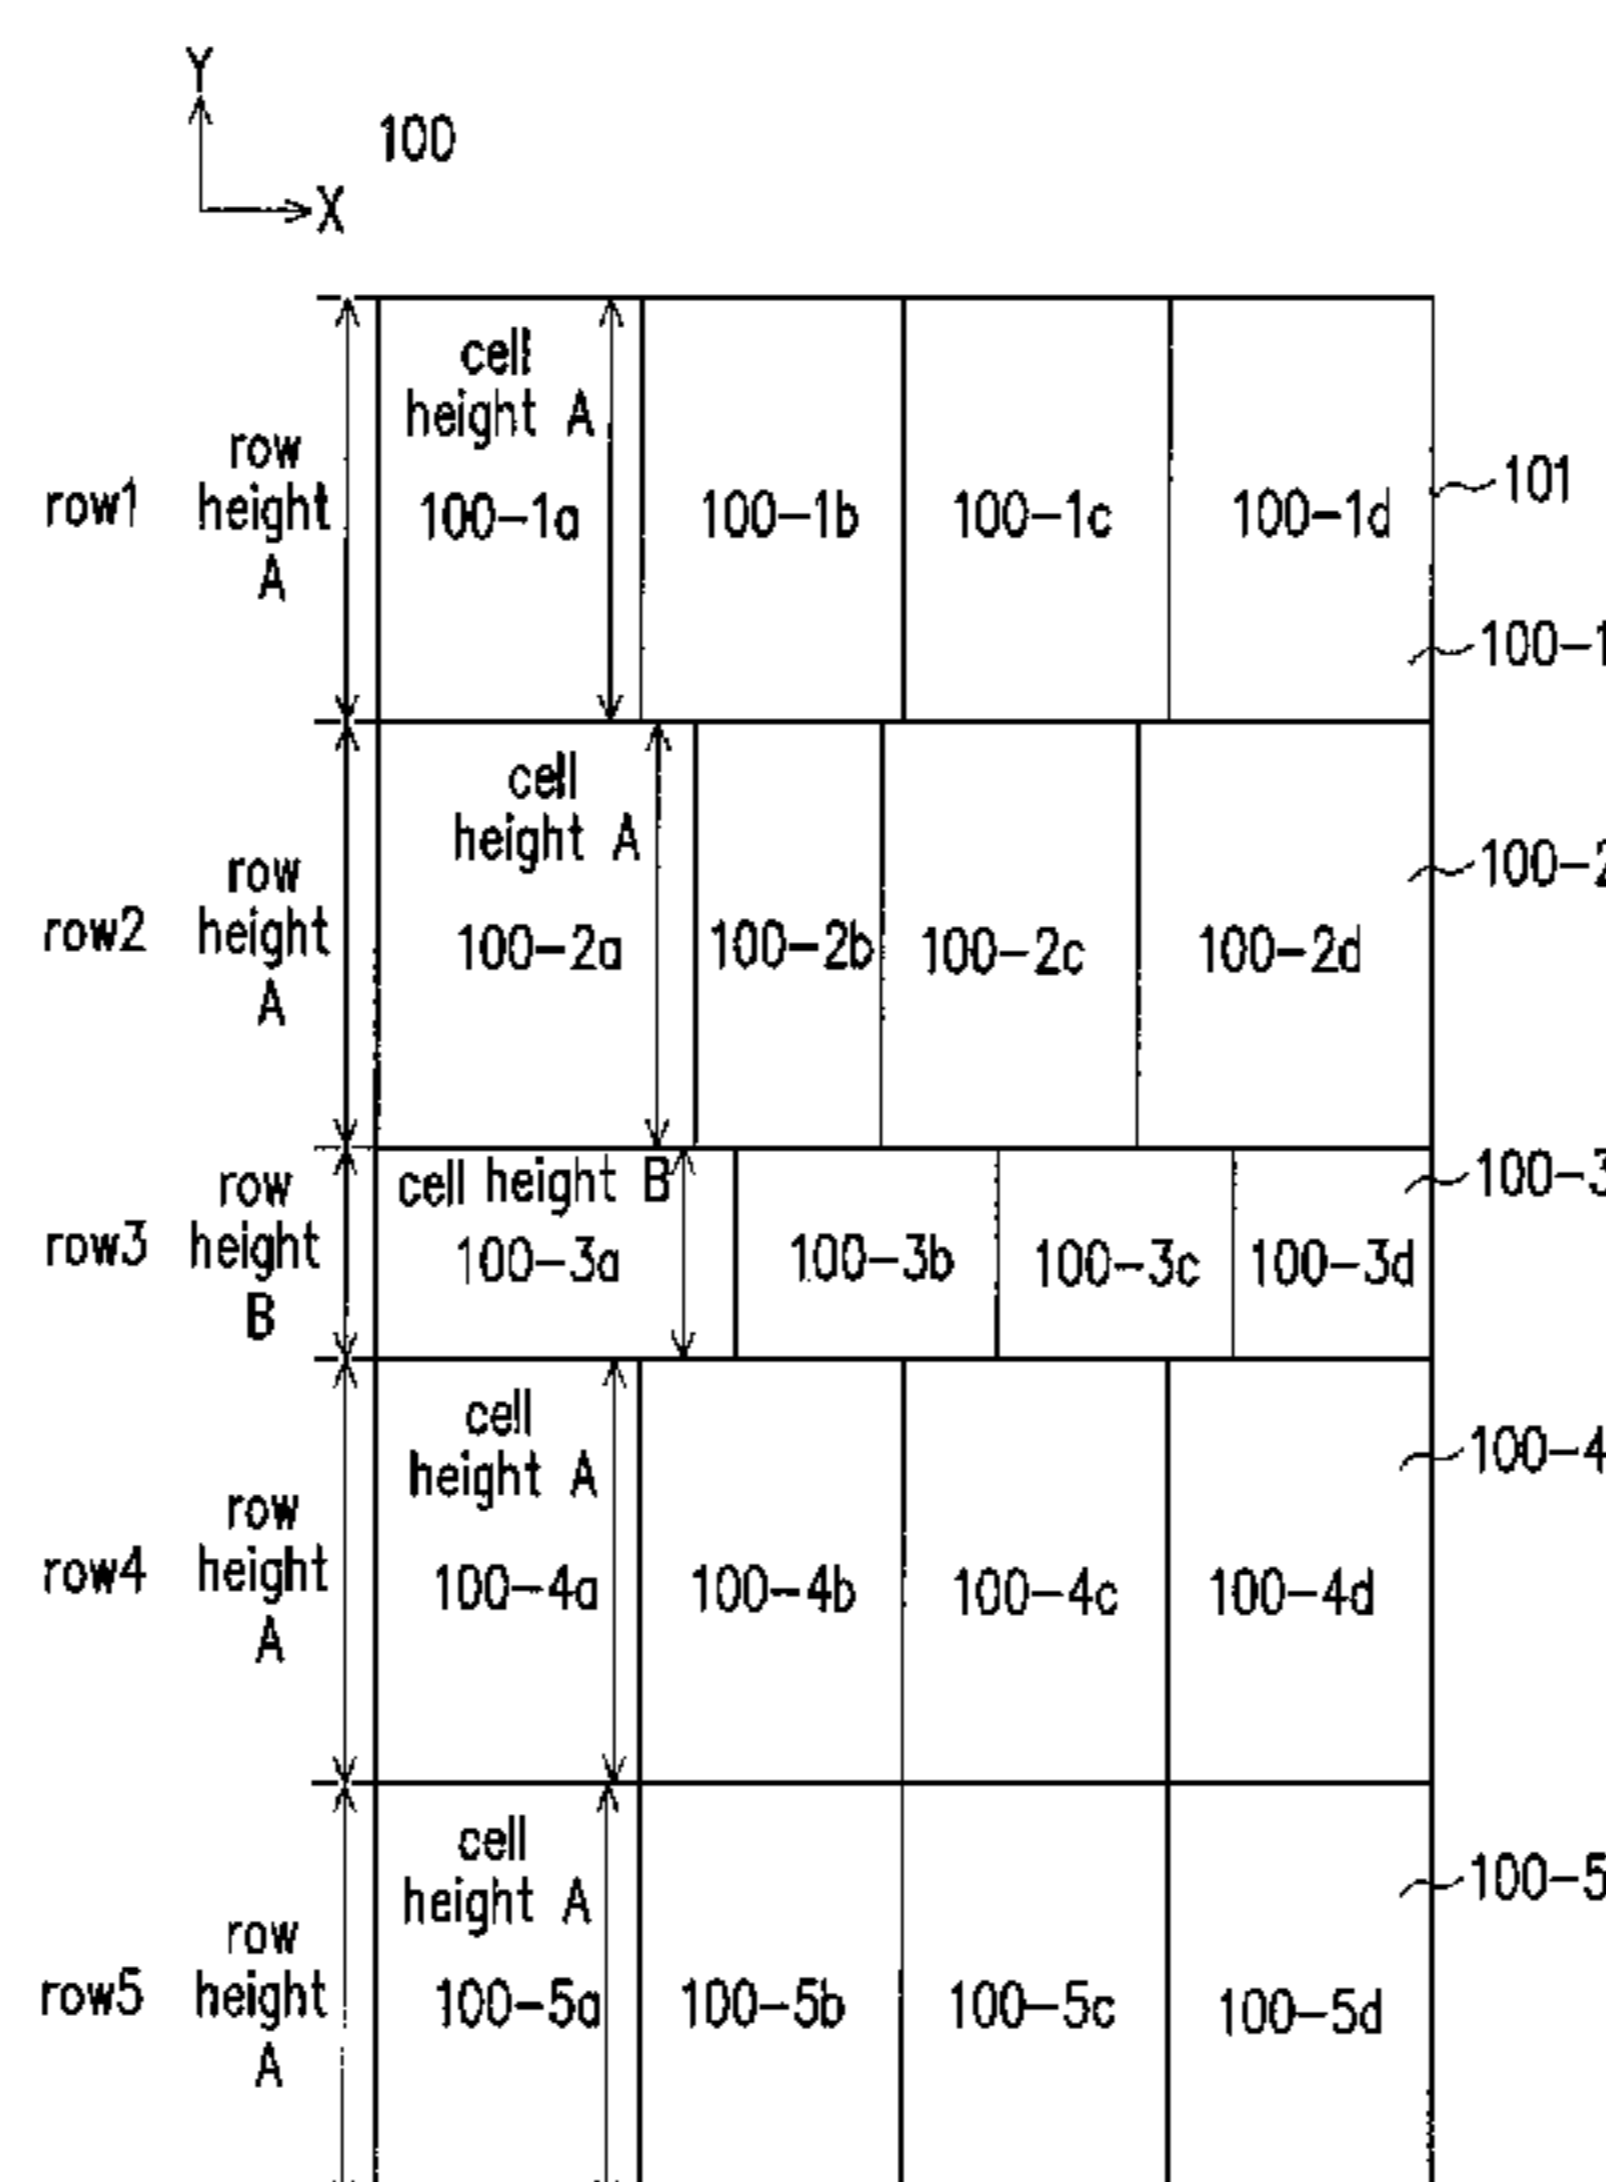 Y
100
X
cell
height A
row
height
A
row1
100-1a
100-1b
100-1c
100-1d
101
100-1
cell
height A
row
height
A
row2
100-2a
100-2b
100-2c
100-2d
100-2
cell height B
row
height
B
row3
100-3a
100-3b
100-3c
100-3d
100-3
cell
height A
row
height
A
row4
100-4a
100-4b
100-4c
100-4d
100-4
cell
height A
row
height
A
row5
100-5a
100-5b
100-5c
100-5d
100-5